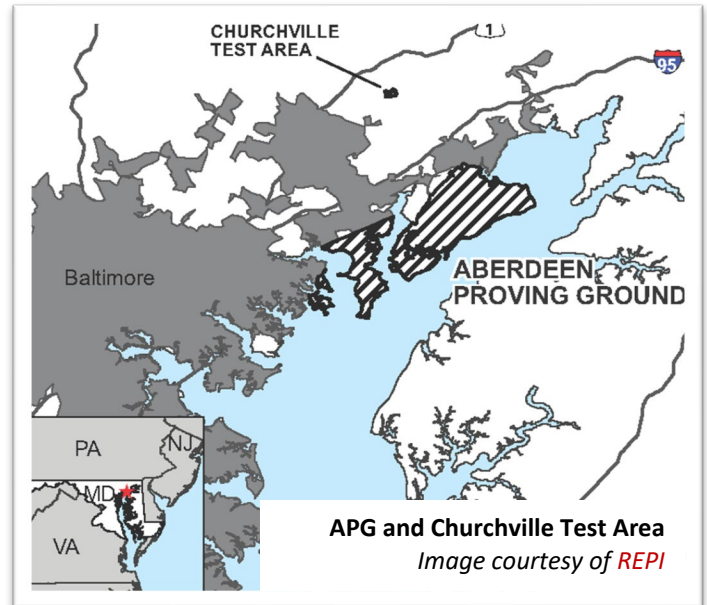 CHURCHVILLE
TEST AREA
1
95
Baltimore
ABERDEEN
PROVING GROUND
PA
NJ
MD
VA
APG and Churchville Test Area
Image courtesy of REPI